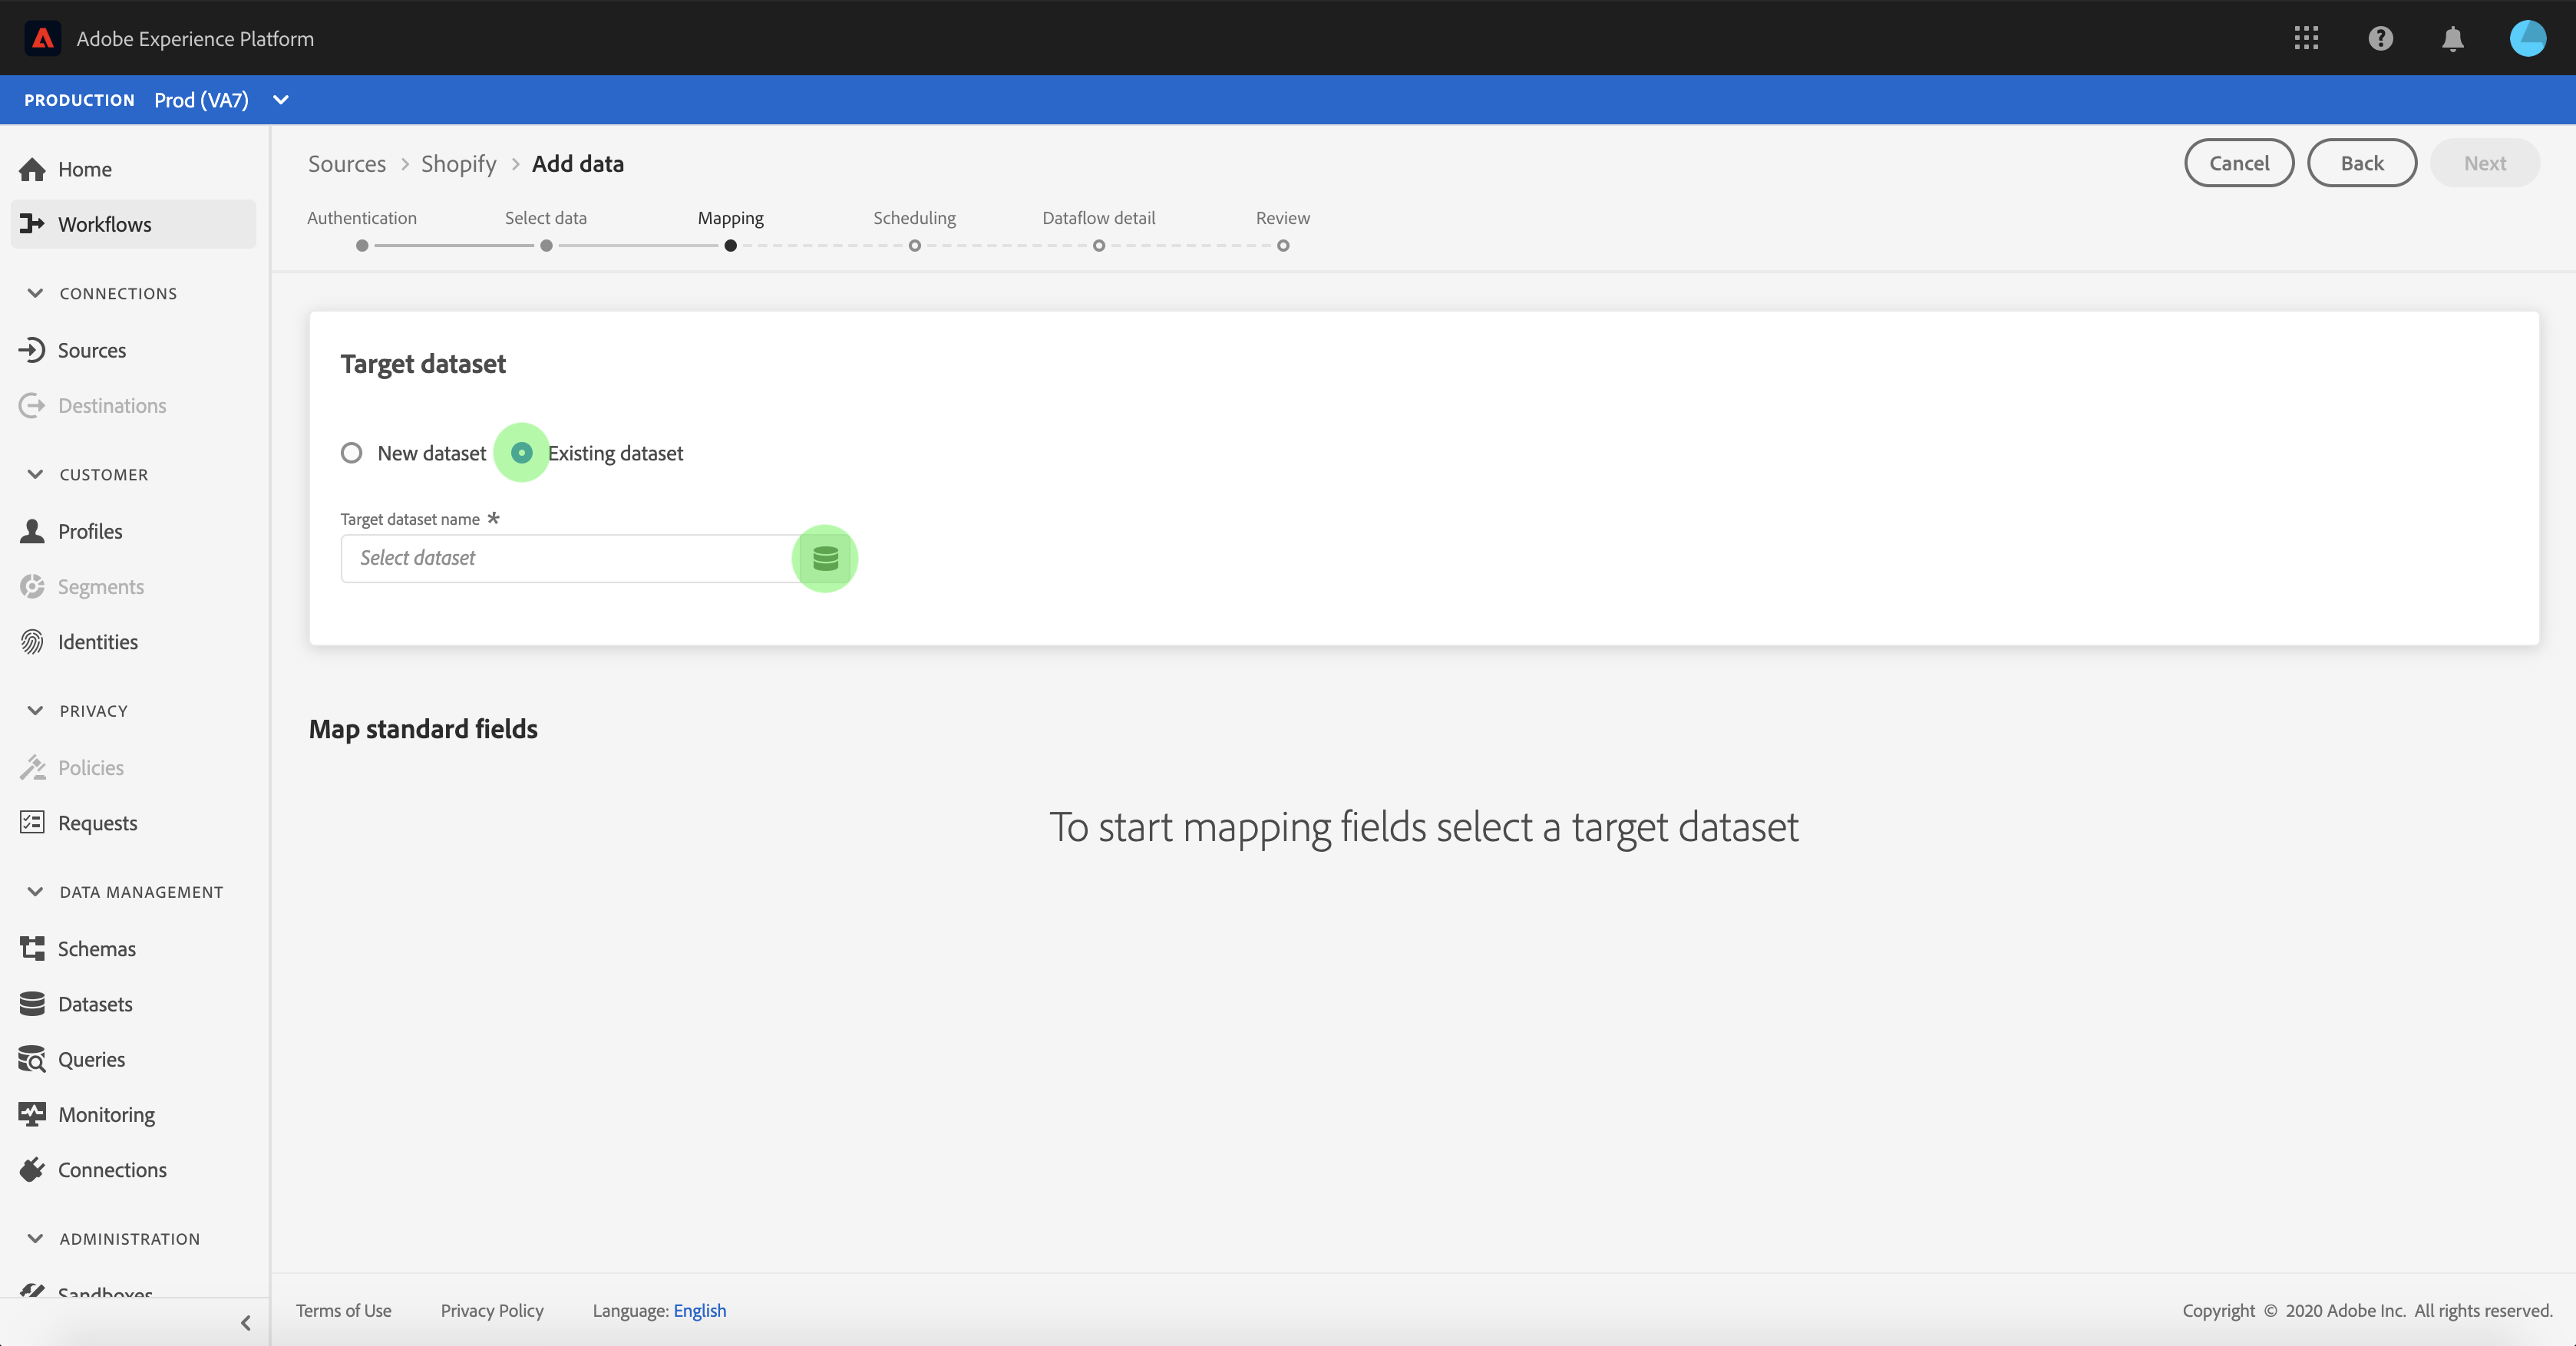 Adobe Experience Platform
PRODUCTION Prod (VA7)
Home
Workflows
CONNECTIONS
Sources
Destinations
CUSTOMER
Profiles
Segments
Identities
PRIVACY
Policies
Requests
DATA MANAGEMENT
Schemas
Datasets
Queries
Monitoring
Connections
ADMINISTRATION
Sandboxes
Sources > Shopify > Add data
Cancel Back Next
Authentication Select data Mapping Scheduling Dataflow detail Review
Target dataset
New dataset Existing dataset
Target dataset name *
Select dataset
Map standard fields
To start mapping fields select a target dataset
Terms of Use Privacy Policy Language: English
Copyright © 2020 Adobe Inc. All rights reserved.